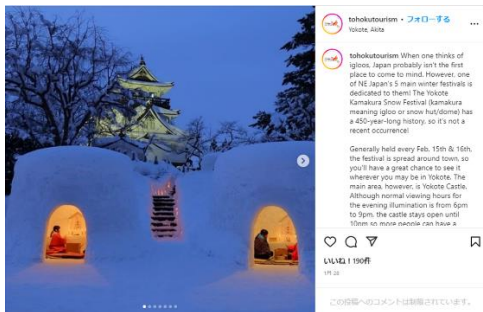 tohokutourism • フォローする
Yokote, Akita
tohokutourism When one thinks of
igloos, Japan probably isn't the first
place to come to mind. However, one
of NE Japan's 5 main winter festivals is
dedicated to them! The Yokote
Kamakura Snow Festival (kamakura
meaning igloo or snow hut/dome) has
a 450-year-long history, so it's not a
recent occurrence!
Generally held every Feb. 15th & 16th,
the festival is spread around town, so
you'll have a great chance to see it
wherever you may be in Yokote. The
main area, however, is Yokote Castle.
Although normal viewing hours for
the evening illumination is from 6pm
to 9pm, the castle stays open until
10pm so more people can have a
いいね！190件
1月 28
この投稿へのコメントは制限されています。